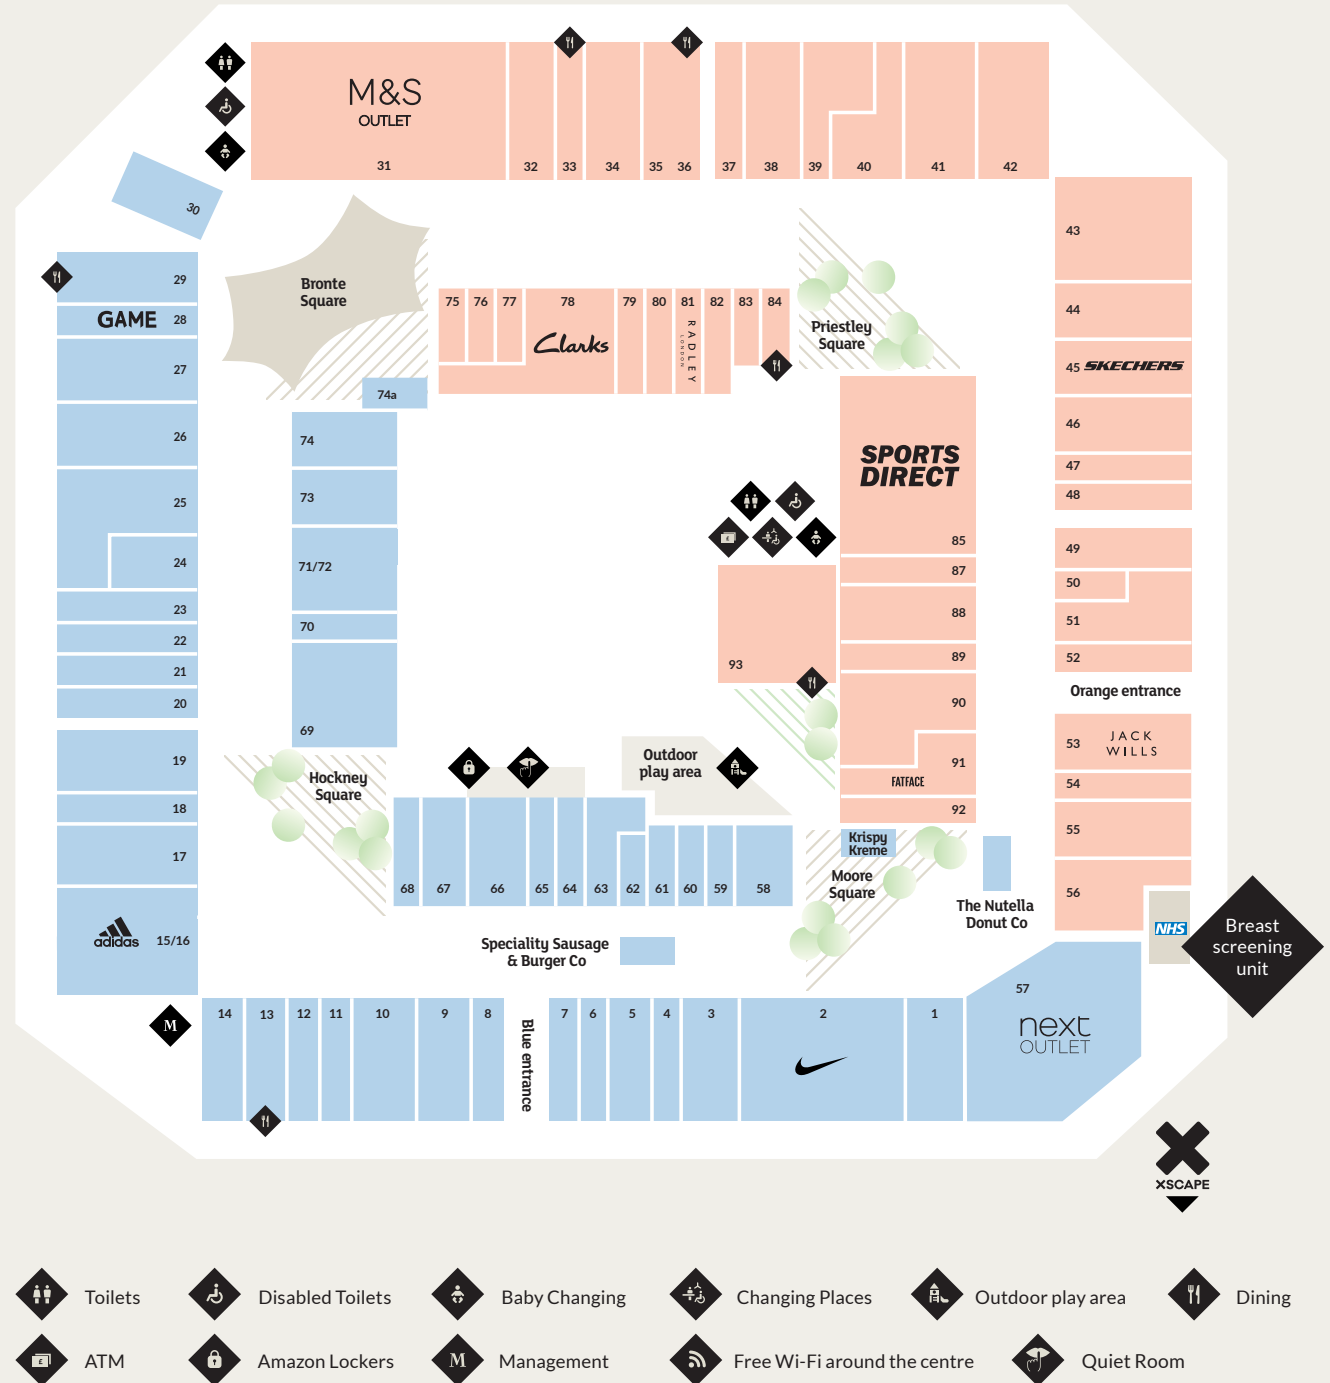 M&S
OUTLET
31
32
33
34
35
36
37
38
39
40
41
42
30
43
44
45 SKECHERS
46
47
48
49
50
51
52
Orange entrance
53
JACK
WILLS
54
55
56
NHS
Breast
screening
unit
29
GAME 28
27
26
25
24
23
22
21
20
19
18
17
adidas 15/16
Bronte
Square
75
76
77
78
Clarks
79
80
81
RADLEY
LONDON
82
83
84
Priestley
Square
74a
74
73
71/72
70
69
SPORTS
DIRECT
85
87
88
89
90
91
FATFACE
92
£
93
Outdoor
play area
Hockney
Square
68
67
66
65
64
63
62
61
60
59
58
Krispy
Kreme
Moore
Square
The Nutella
Donut Co
Speciality Sausage
& Burger Co
M
14
13
12
11
10
9
8
Blue entrance
7
6
5
4
3
2
1
57
next
OUTLET
XSCAPE
Toilets
Disabled Toilets
Baby Changing
Changing Places
Outdoor play area
Dining
£ ATM
Amazon Lockers
M Management
Free Wi-Fi around the centre
Quiet Room